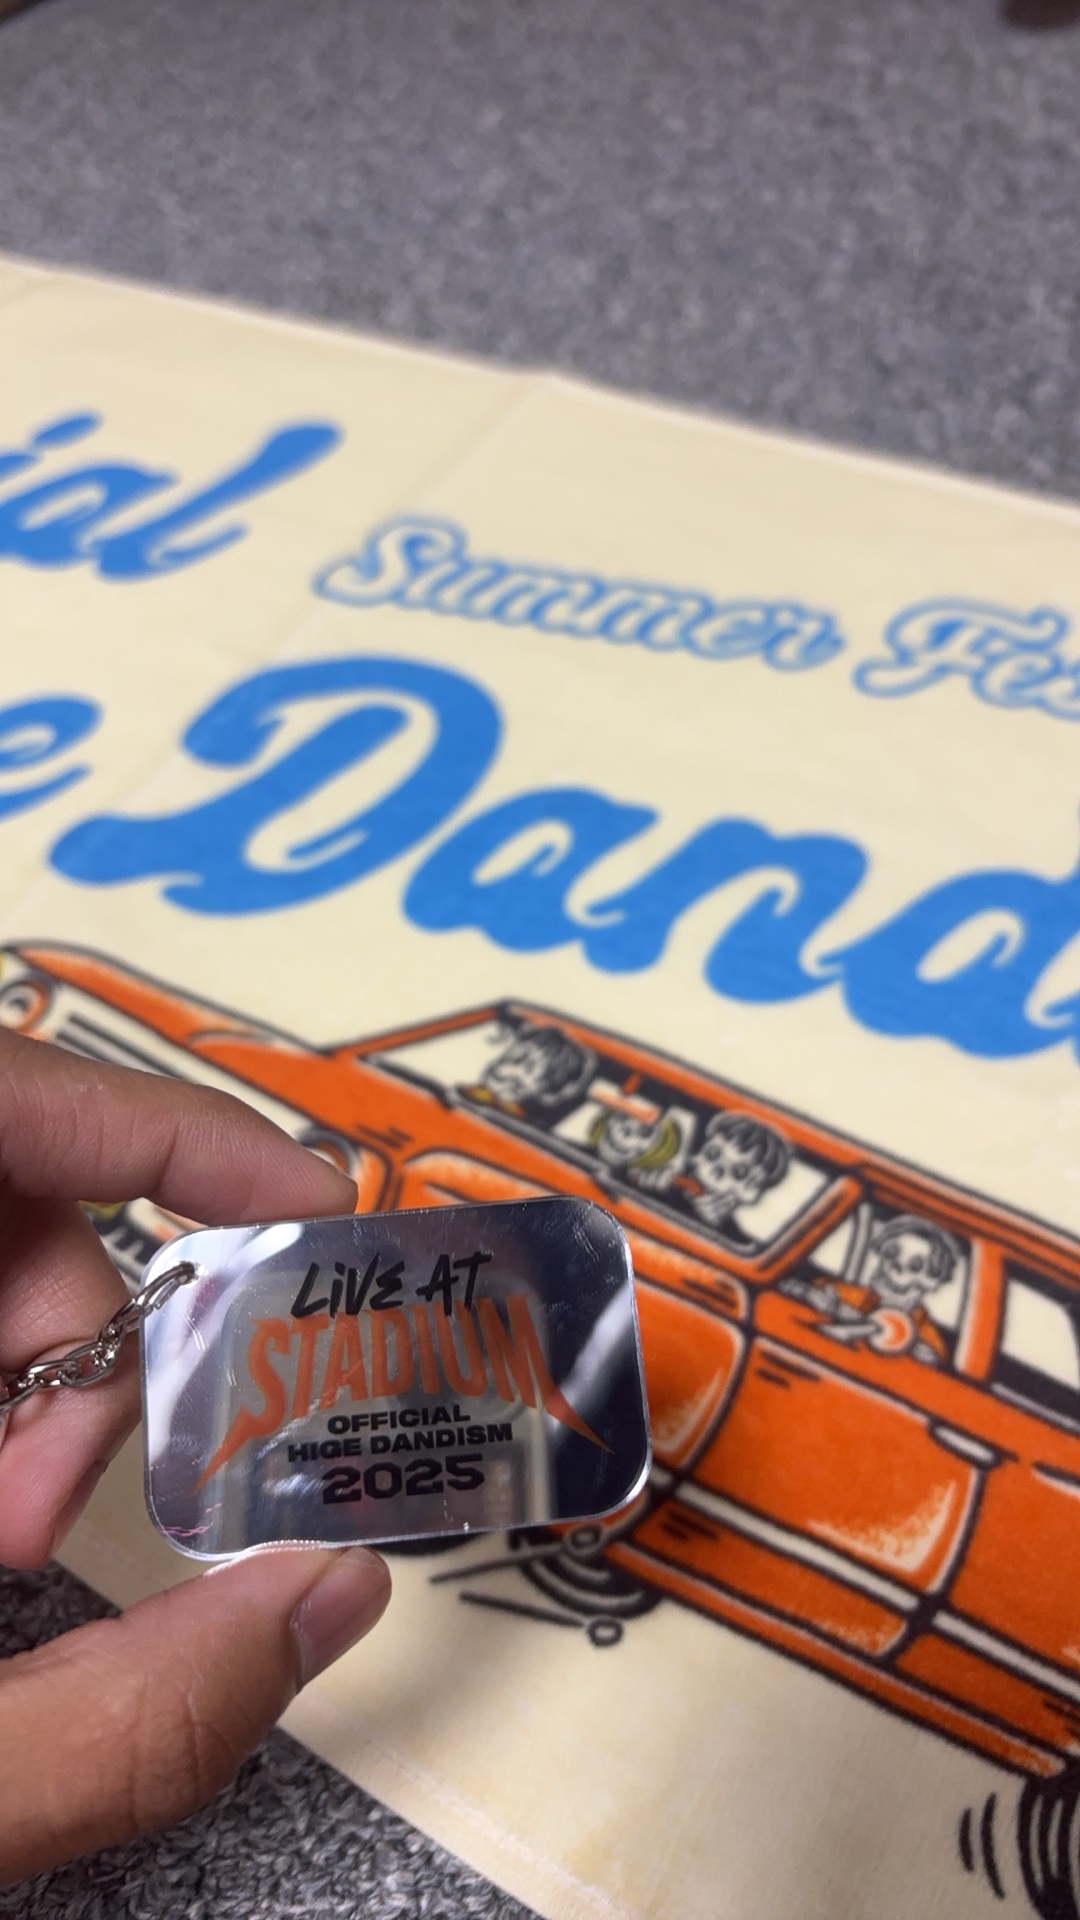 ial
Summer Fes
e Dand
LiVE AT
STADIUM
OFFICIAL
HIGE DANDISM
2025